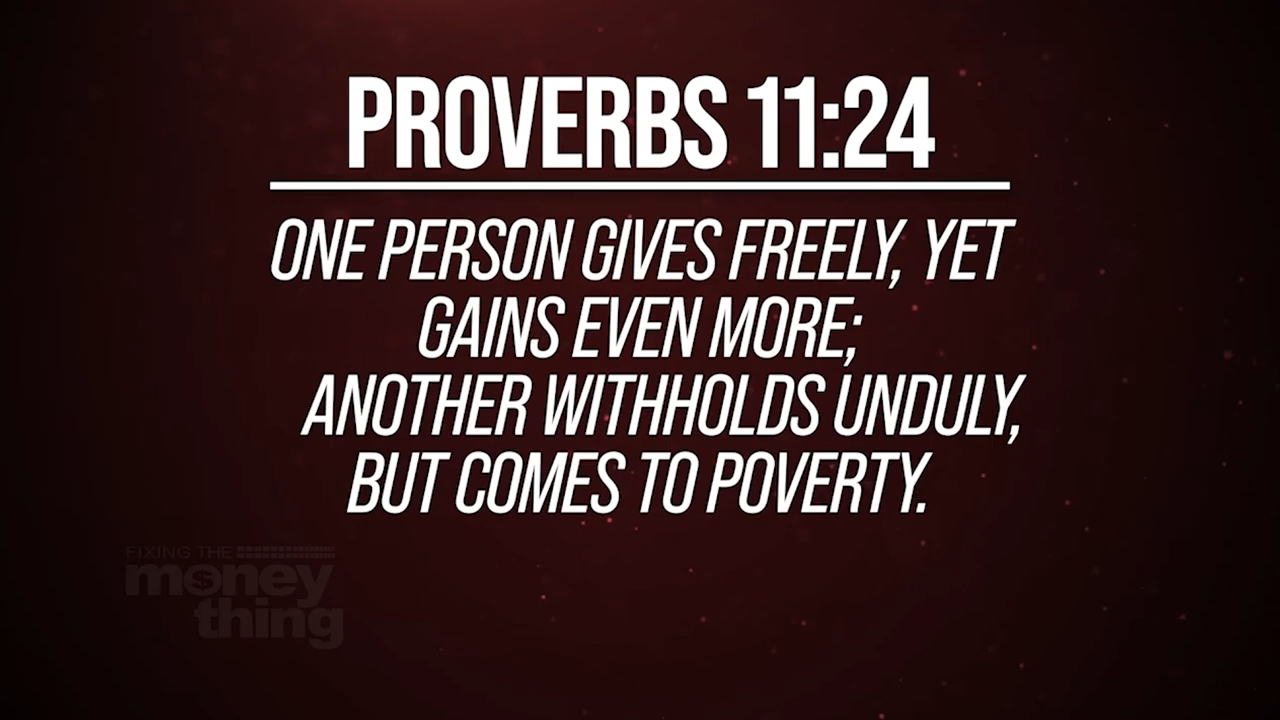 PROVERBS 11:24
ONE PERSON GIVES FREELY, YET
GAINS EVEN MORE;
ANOTHER WITHHOLDS UNDULY,
BUT COMES TO POVERTY.
FIXING THE
money
thing